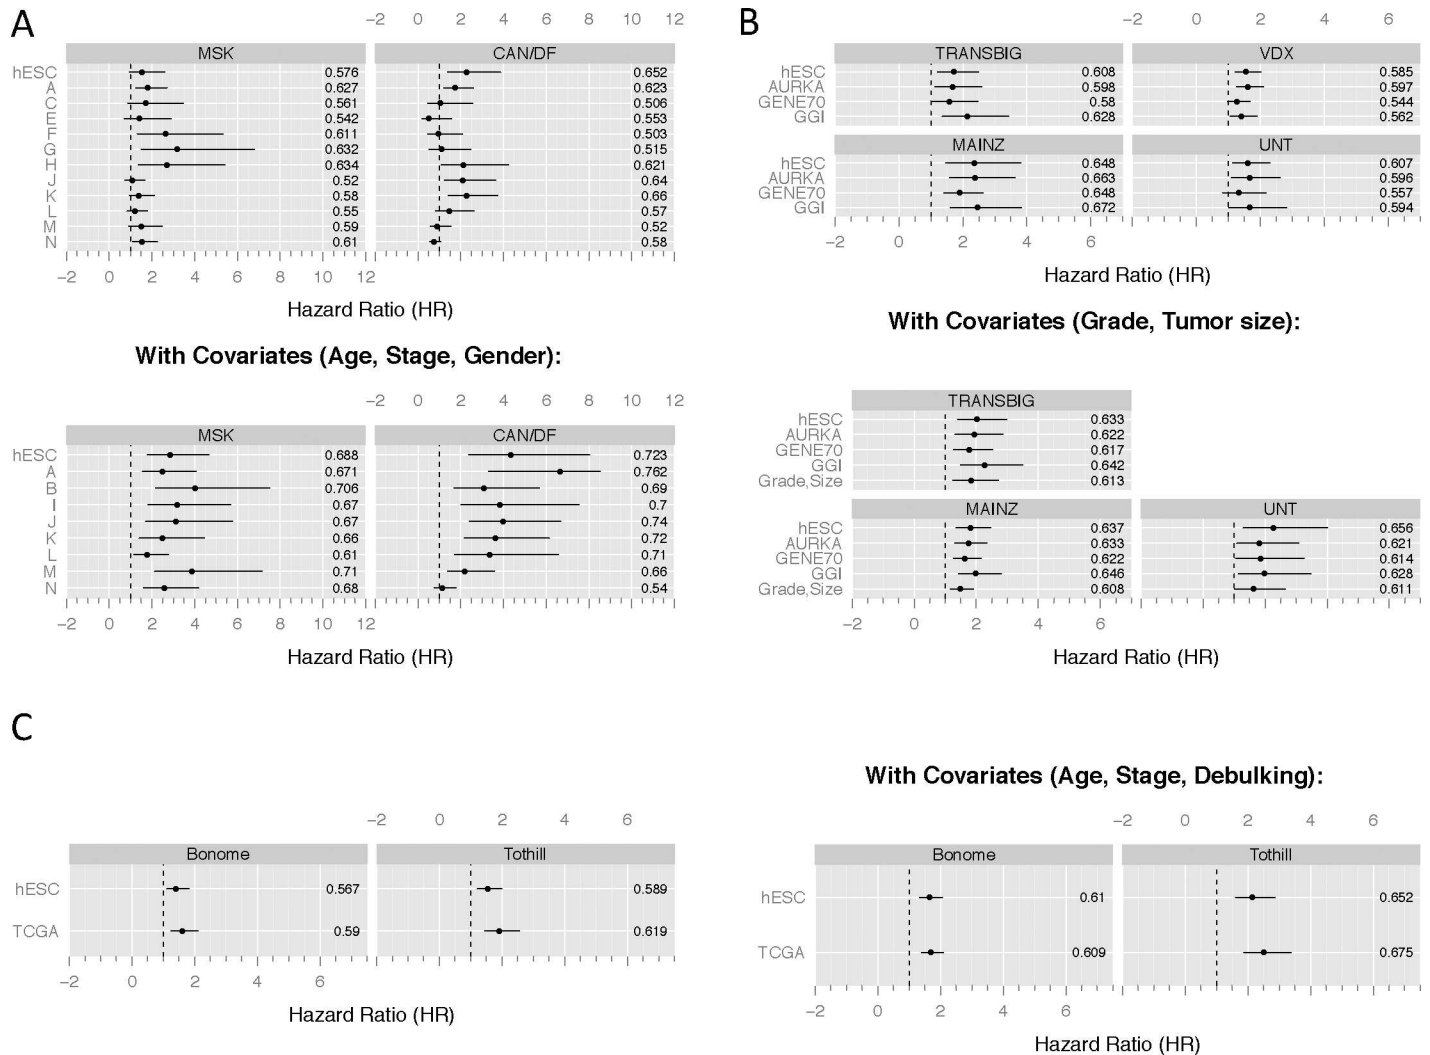 A
−2 0 2 4 6 8 10 12
MSK CAN/DF
hESC 0.576 0.652
A 0.627 0.623
C 0.561 0.506
E 0.542 0.553
F 0.611 0.503
G 0.632 0.515
H 0.634 0.621
J 0.52 0.64
K 0.58 0.66
L 0.55 0.57
M 0.59 0.52
N 0.61 0.58
−2 0 2 4 6 8 10 12
Hazard Ratio (HR)
With Covariates (Age, Stage, Gender):
−2 0 2 4 6 8 10 12
MSK CAN/DF
hESC 0.688 0.723
A 0.671 0.762
B 0.706 0.69
I 0.67 0.7
J 0.67 0.74
K 0.66 0.72
L 0.61 0.71
M 0.71 0.66
N 0.68 0.54
−2 0 2 4 6 8 10 12
Hazard Ratio (HR)
B
−2 0 2 4 6
TRANSBIG VDX
hESC 0.608 0.585
AURKA 0.598 0.597
GENE70 0.58 0.544
GGI 0.628 0.562
MAINZ UNT
hESC 0.648 0.607
AURKA 0.663 0.596
GENE70 0.648 0.557
GGI 0.672 0.594
−2 0 2 4 6
Hazard Ratio (HR)
With Covariates (Grade, Tumor size):
TRANSBIG
hESC 0.633
AURKA 0.622
GENE70 0.617
GGI 0.642
Grade,Size 0.613
MAINZ UNT
hESC 0.637 0.656
AURKA 0.633 0.621
GENE70 0.622 0.614
GGI 0.646 0.628
Grade,Size 0.608 0.611
−2 0 2 4 6
Hazard Ratio (HR)
C
−2 0 2 4 6
Bonome Tothill
hESC 0.567 0.589
TCGA 0.59 0.619
−2 0 2 4 6
Hazard Ratio (HR)
With Covariates (Age, Stage, Debulking):
−2 0 2 4 6
Bonome Tothill
hESC 0.61 0.652
TCGA 0.609 0.675
−2 0 2 4 6
Hazard Ratio (HR)